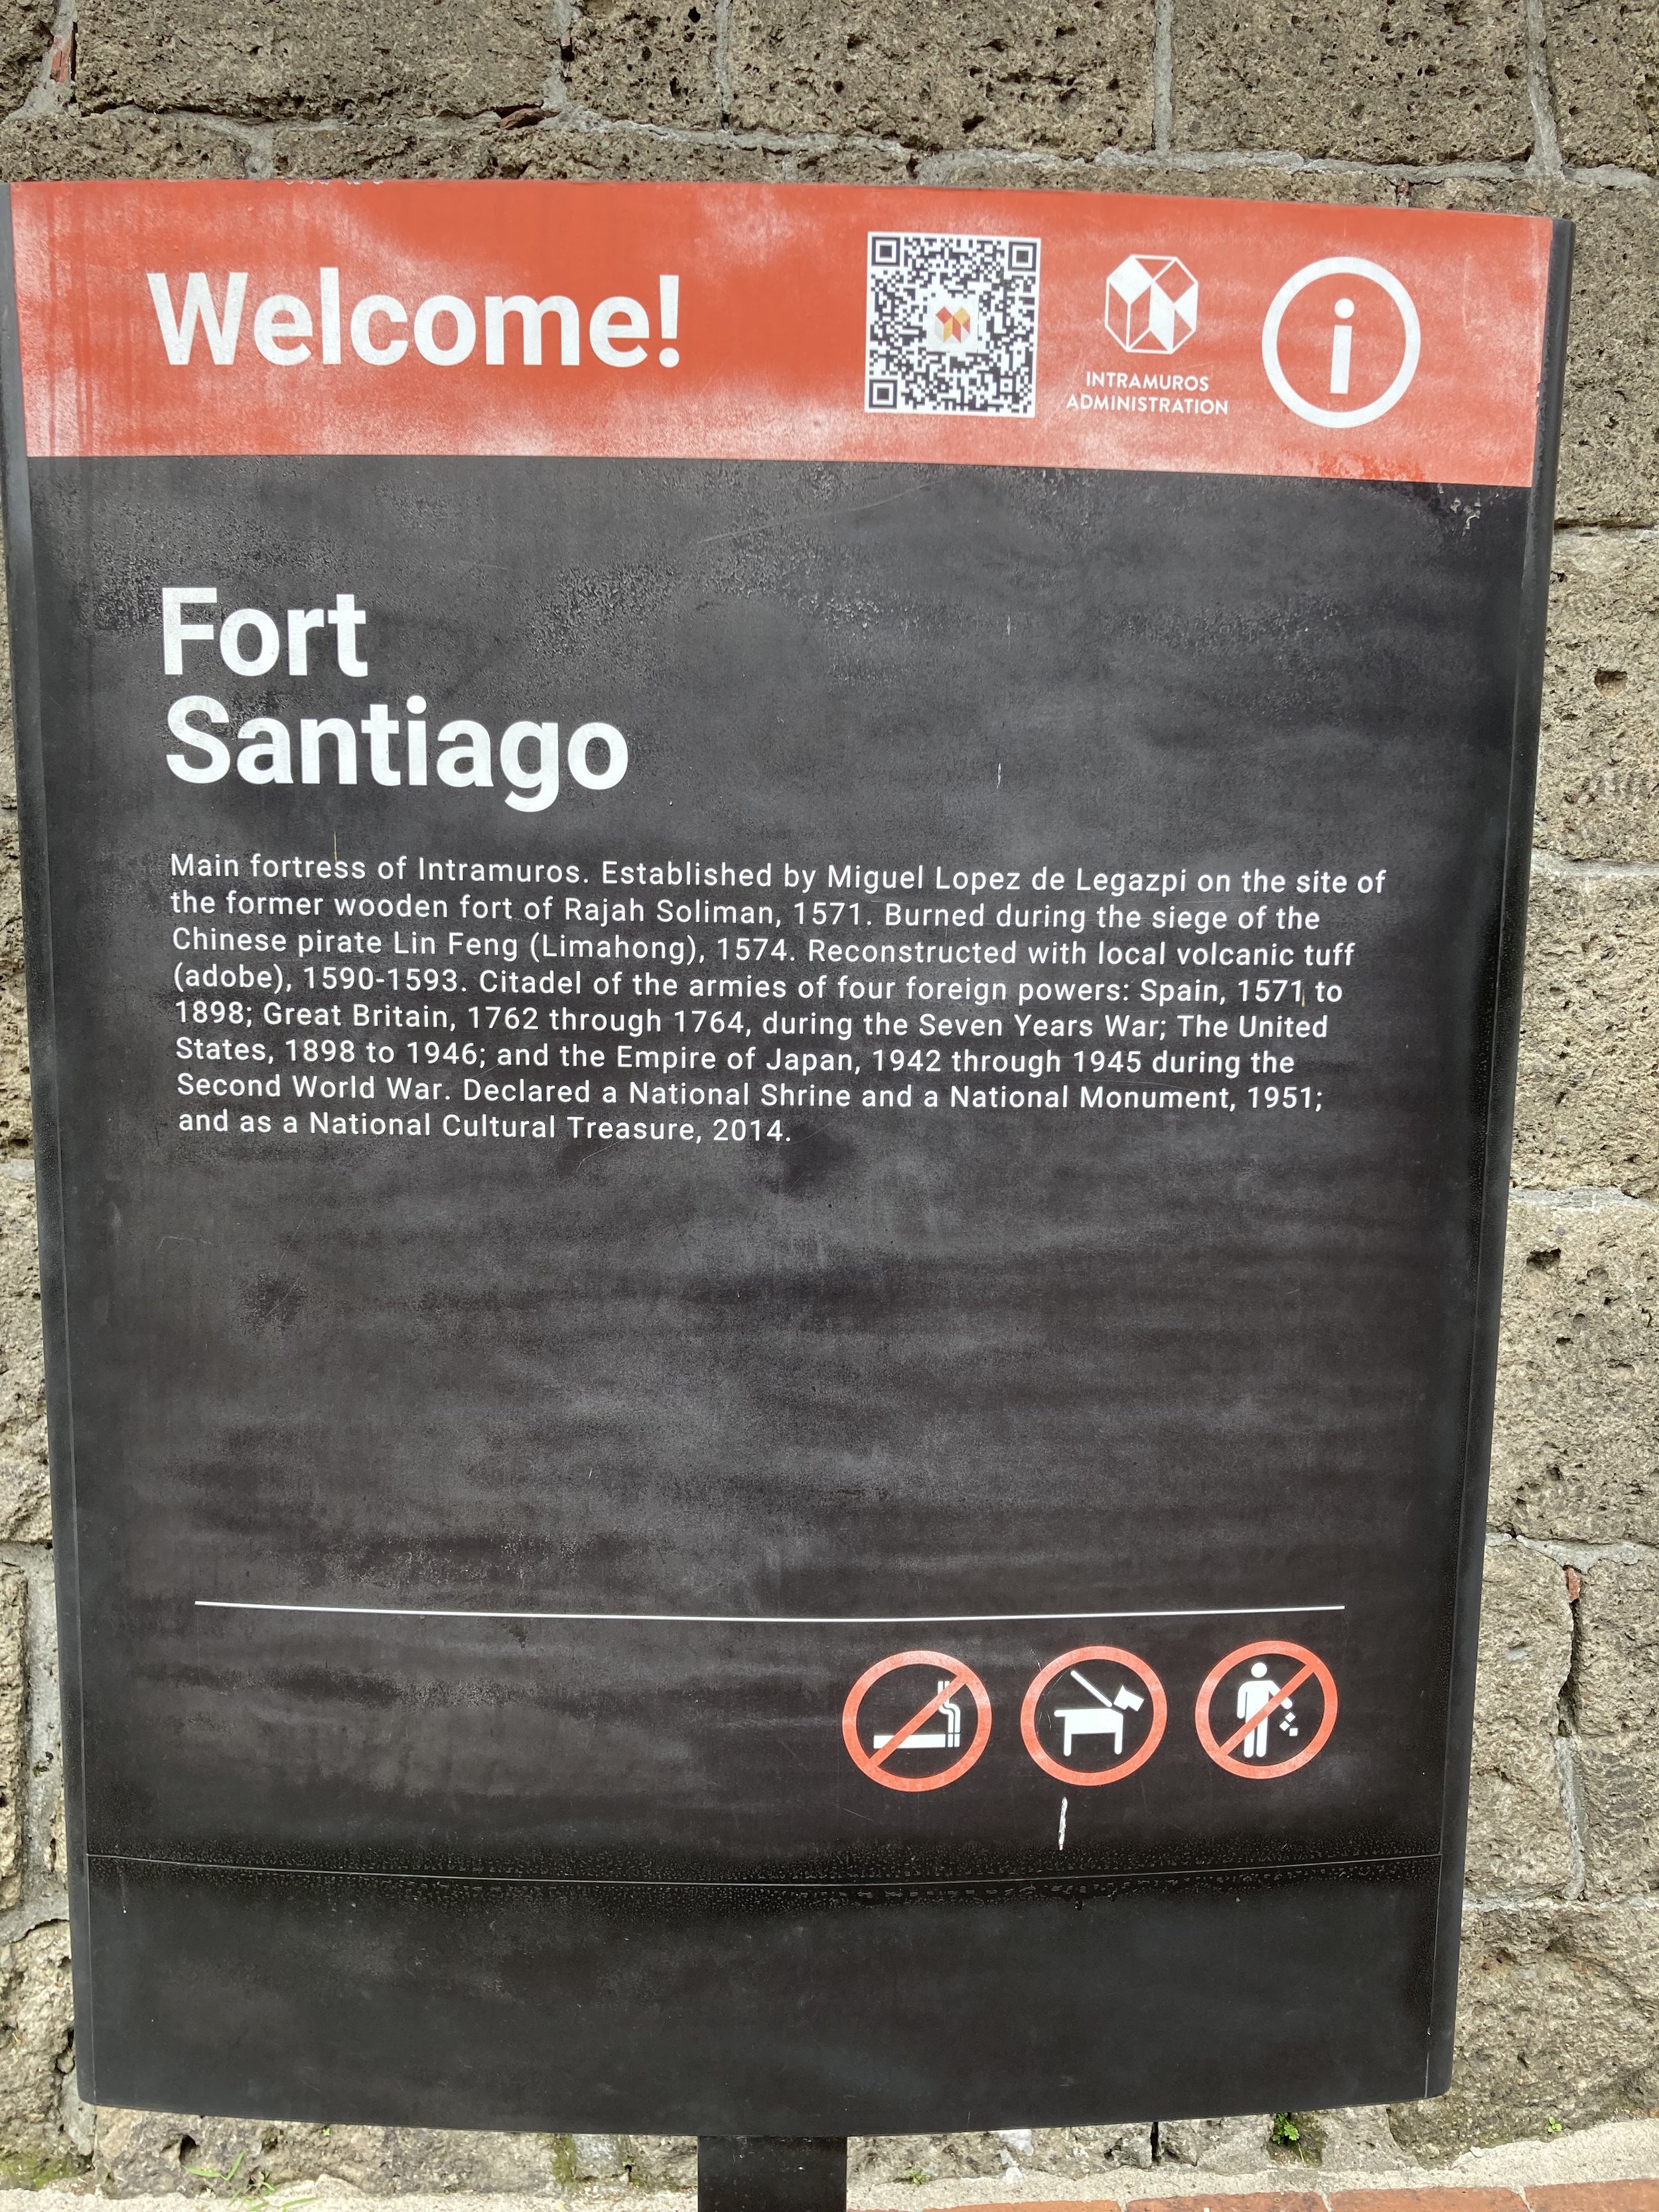 Welcome!
INTRAMUROS
ADMINISTRATION
i
Fort
Santiago
Main fortress of Intramuros. Established by Miguel Lopez de Legazpi on the site of
the former wooden fort of Rajah Soliman, 1571. Burned during the siege of the
Chinese pirate Lin Feng (Limahong), 1574. Reconstructed with local volcanic tuff
(adobe), 1590-1593. Citadel of the armies of four foreign powers: Spain, 1571 to
1898; Great Britain, 1762 through 1764, during the Seven Years War; The United
States, 1898 to 1946; and the Empire of Japan, 1942 through 1945 during the
Second World War. Declared a National Shrine and a National Monument, 1951;
and as a National Cultural Treasure, 2014.